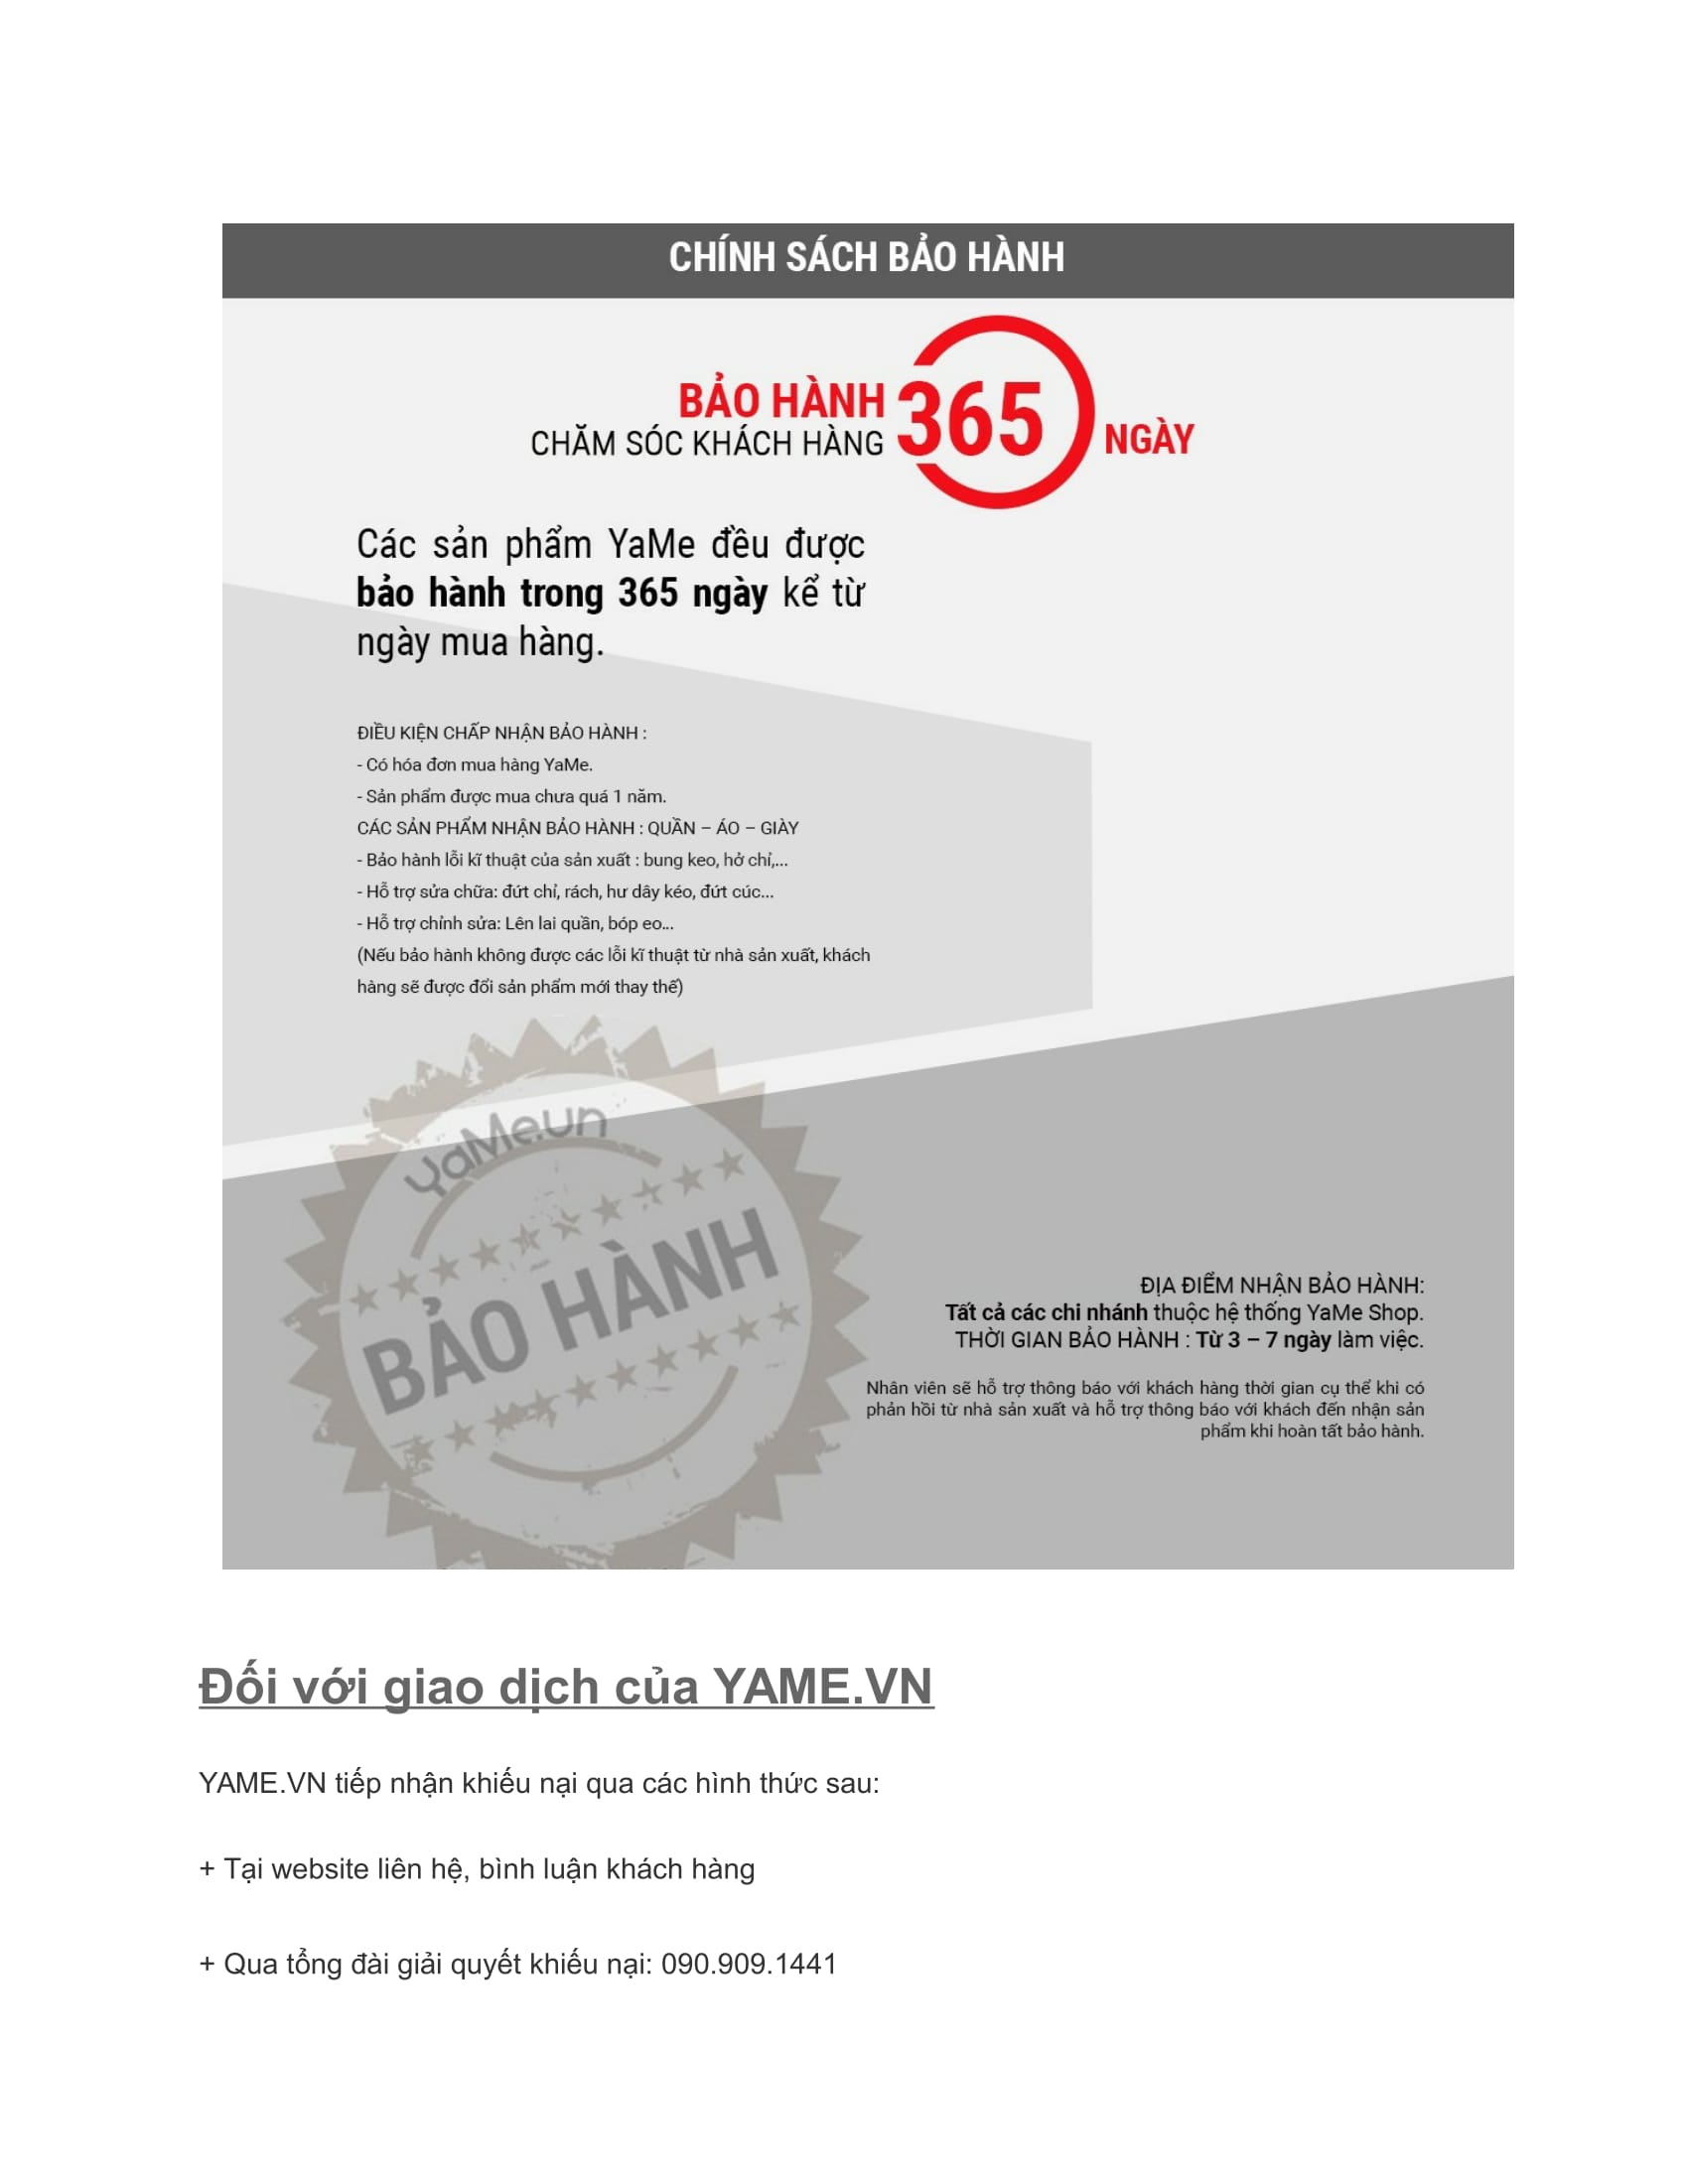 CHÍNH SÁCH BẢO HÀNH
BẢO HÀNH
CHĂM SÓC KHÁCH HÀNG
365
NGÀY
Các sản phẩm YaMe đều được
bảo hành trong 365 ngày kể từ
ngày mua hàng.
ĐIỀU KIỆN CHẤP NHẬN BẢO HÀNH :
- Có hóa đơn mua hàng YaMe.
- Sản phẩm được mua chưa quá 1 năm.
CÁC SẢN PHẨM NHẬN BẢO HÀNH : QUẦN – ÁO – GIÀY
- Bảo hành lỗi kĩ thuật của sản xuất : bung keo, hở chỉ,...
- Hỗ trợ sửa chữa: đứt chỉ, rách, hư dây kéo, đứt cúc...
- Hỗ trợ chỉnh sửa: Lên lai quần, bóp eo...
(Nếu bảo hành không được các lỗi kĩ thuật từ nhà sản xuất, khách
hàng sẽ được đổi sản phẩm mới thay thế)
YaMe.vn
BẢO HÀNH
ĐỊA ĐIỂM NHẬN BẢO HÀNH:
Tất cả các chi nhánh thuộc hệ thống YaMe Shop.
THỜI GIAN BẢO HÀNH : Từ 3 – 7 ngày làm việc.
Nhân viên sẽ hỗ trợ thông báo với khách hàng thời gian cụ thể khi có
phản hồi từ nhà sản xuất và hỗ trợ thông báo với khách đến nhận sản
phẩm khi hoàn tất bảo hành.
Đối với giao dịch của YAME.VN
YAME.VN tiếp nhận khiếu nại qua các hình thức sau:
+ Tại website liên hệ, bình luận khách hàng
+ Qua tổng đài giải quyết khiếu nại: 090.909.1441